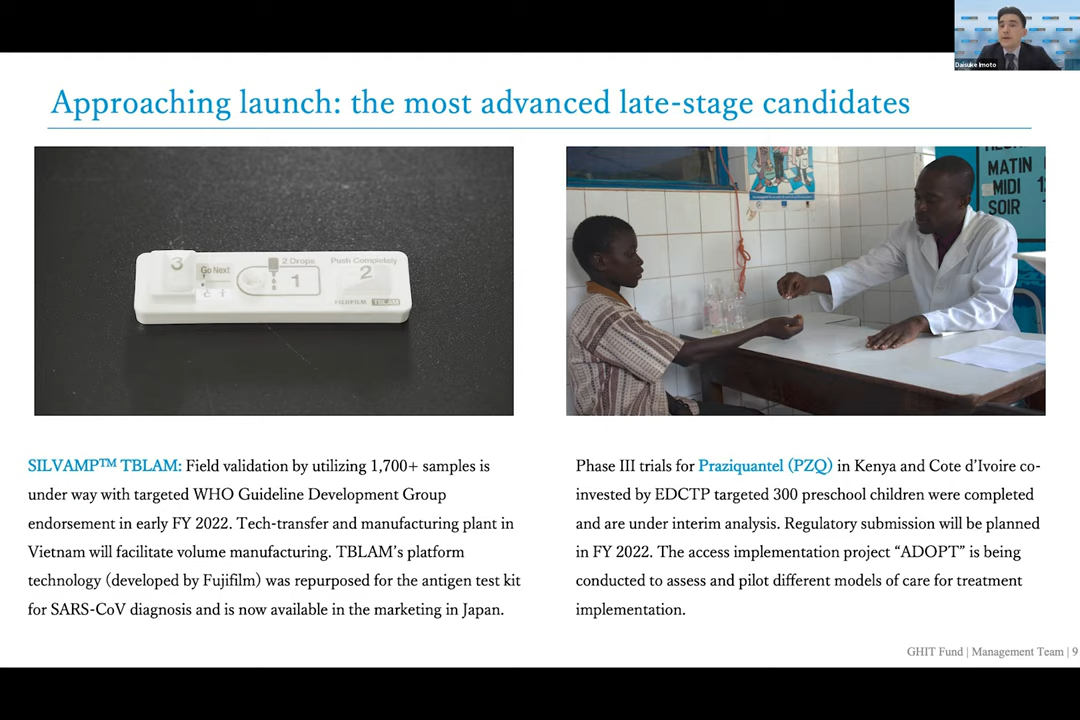 Daisuke Imoto
Approaching launch: the most advanced late-stage candidates
3
Go Next
2 Drops
1
Push Completely
2
FUJIFILM TBLAM
MATIN
MIDI
SOIR
SILVAMP™ TBLAM: Field validation by utilizing 1,700+ samples is
under way with targeted WHO Guideline Development Group
endorsement in early FY 2022. Tech-transfer and manufacturing plant in
Vietnam will facilitate volume manufacturing. TBLAM’s platform
technology (developed by Fujifilm) was repurposed for the antigen test kit
for SARS-CoV diagnosis and is now available in the marketing in Japan.
Phase III trials for Praziquantel (PZQ) in Kenya and Cote d’Ivoire co-
invested by EDCTP targeted 300 preschool children were completed
and are under interim analysis. Regulatory submission will be planned
in FY 2022. The access implementation project “ADOPT” is being
conducted to assess and pilot different models of care for treatment
implementation.
GHIT Fund | Management Team | 9